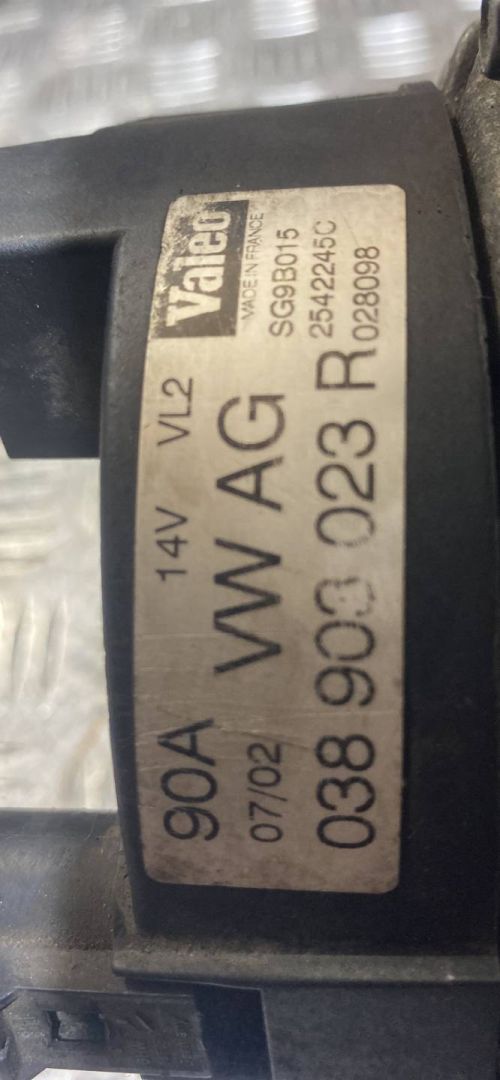 90A 14V VL2 Valeo
MADE IN FRANCE
07/02 VW AG SG9B015
2542245C
038 903 023 R 028098